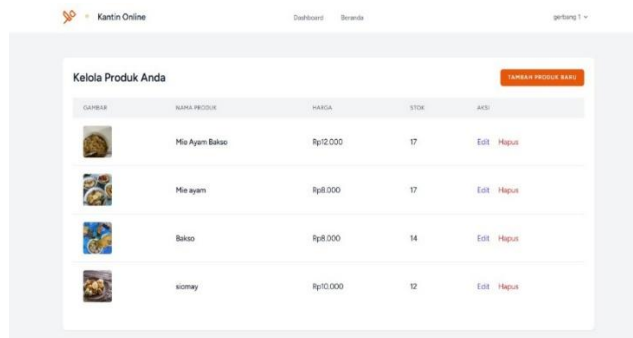 Kantin Online
Dashboard Beranda
gerbang 1
Kelola Produk Anda
TAMBAH PRODUK BARU
GAMBAR NAMA PRODUK HARGA STOK AKSI
Mie Ayam Bakso Rp12.000 17 Edit Hapus
Mie ayam Rp8.000 17 Edit Hapus
Bakso Rp8.000 14 Edit Hapus
siomay Rp10.000 12 Edit Hapus